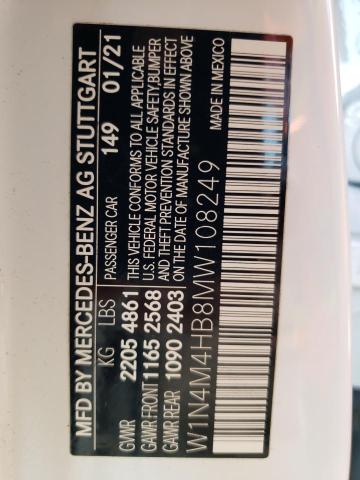 MFD BY MERCEDES-BENZ AG STUTTGART
KG LBS PASSENGER CAR 149 01/21
GVWR 2205 4861 THIS VEHICLE CONFORMS TO ALL APPLICABLE
GAWR FRONT 1165 2568 U.S. FEDERAL MOTOR VEHICLE SAFETY BUMPER
GAWR REAR 1090 2403 AND THEFT PREVENTION STANDARDS IN EFFECT
ON THE DATE OF MANUFACTURE SHOWN ABOVE
W1N4M4HB8MW108249 MADE IN MEXICO